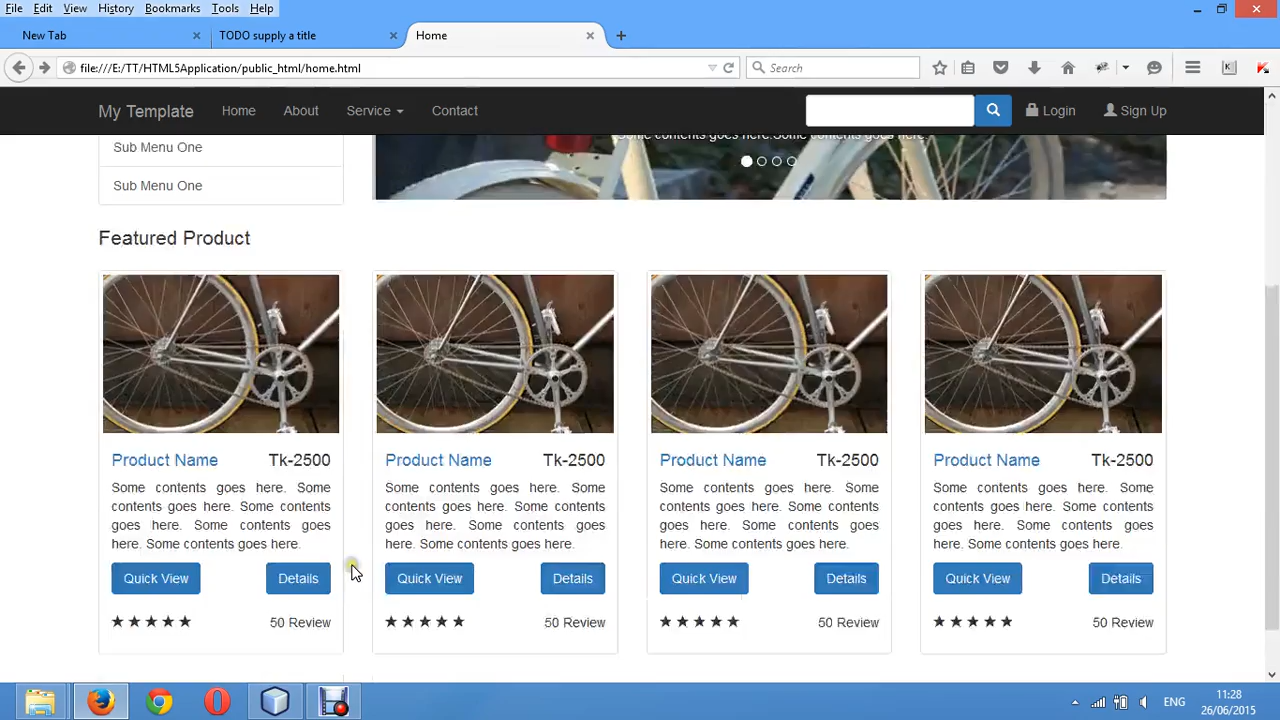 File Edit View History Bookmarks Tools Help
New Tab TODO supply a title Home
file:///E:/TT/HTML5Application/public_html/home.html Search
My Template Home About Service Contact Login Sign Up
Some contents goes here.Some contents goes here.
Sub Menu One
Sub Menu One
Featured Product
Product Name Tk-2500 Product Name Tk-2500 Product Name Tk-2500 Product Name Tk-2500
Some contents goes here. Some Some contents goes here. Some Some contents goes here. Some Some contents goes here. Some
contents goes here. Some contents contents goes here. Some contents contents goes here. Some contents contents goes here. Some contents
goes here. Some contents goes goes here. Some contents goes goes here. Some contents goes goes here. Some contents goes
here. Some contents goes here. here. Some contents goes here. here. Some contents goes here. here. Some contents goes here.
Quick View Details Quick View Details Quick View Details Quick View Details
50 Review 50 Review 50 Review 50 Review
ENG 11:28
26/06/2015